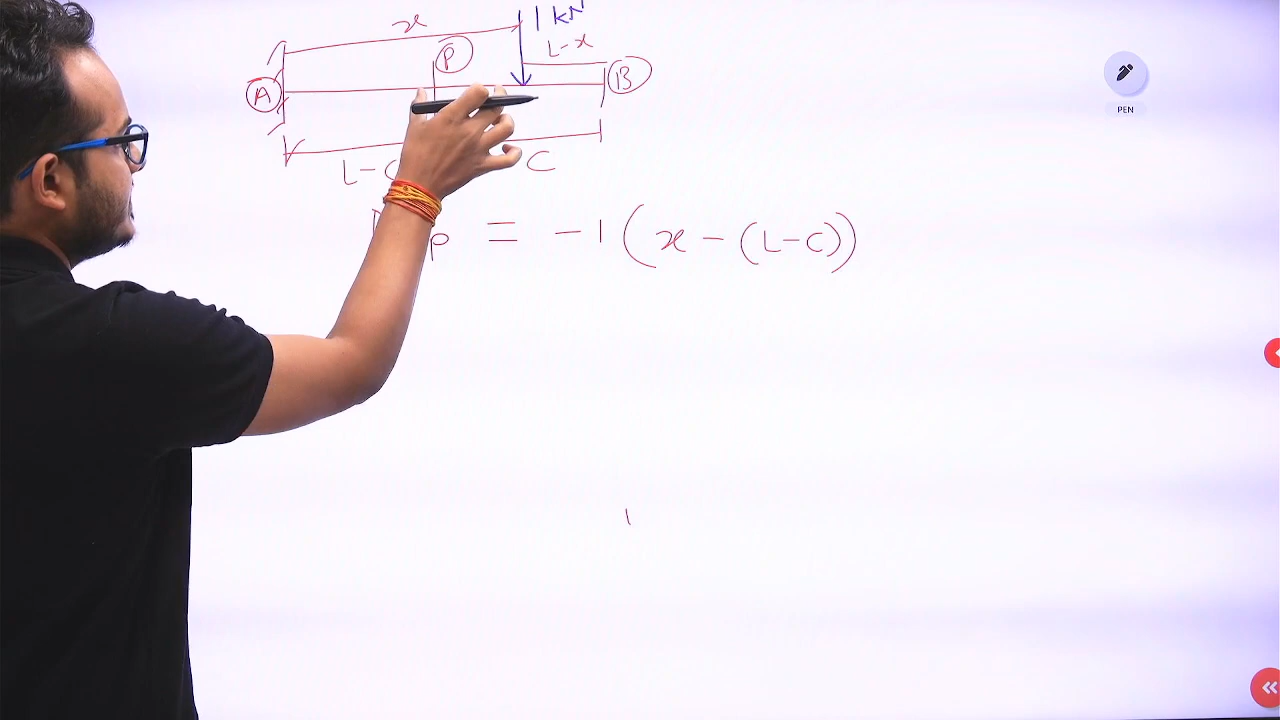 x
1 kN
L-x
P
A
B
L-C
C
p = -1 (x - (L-C))
PEN